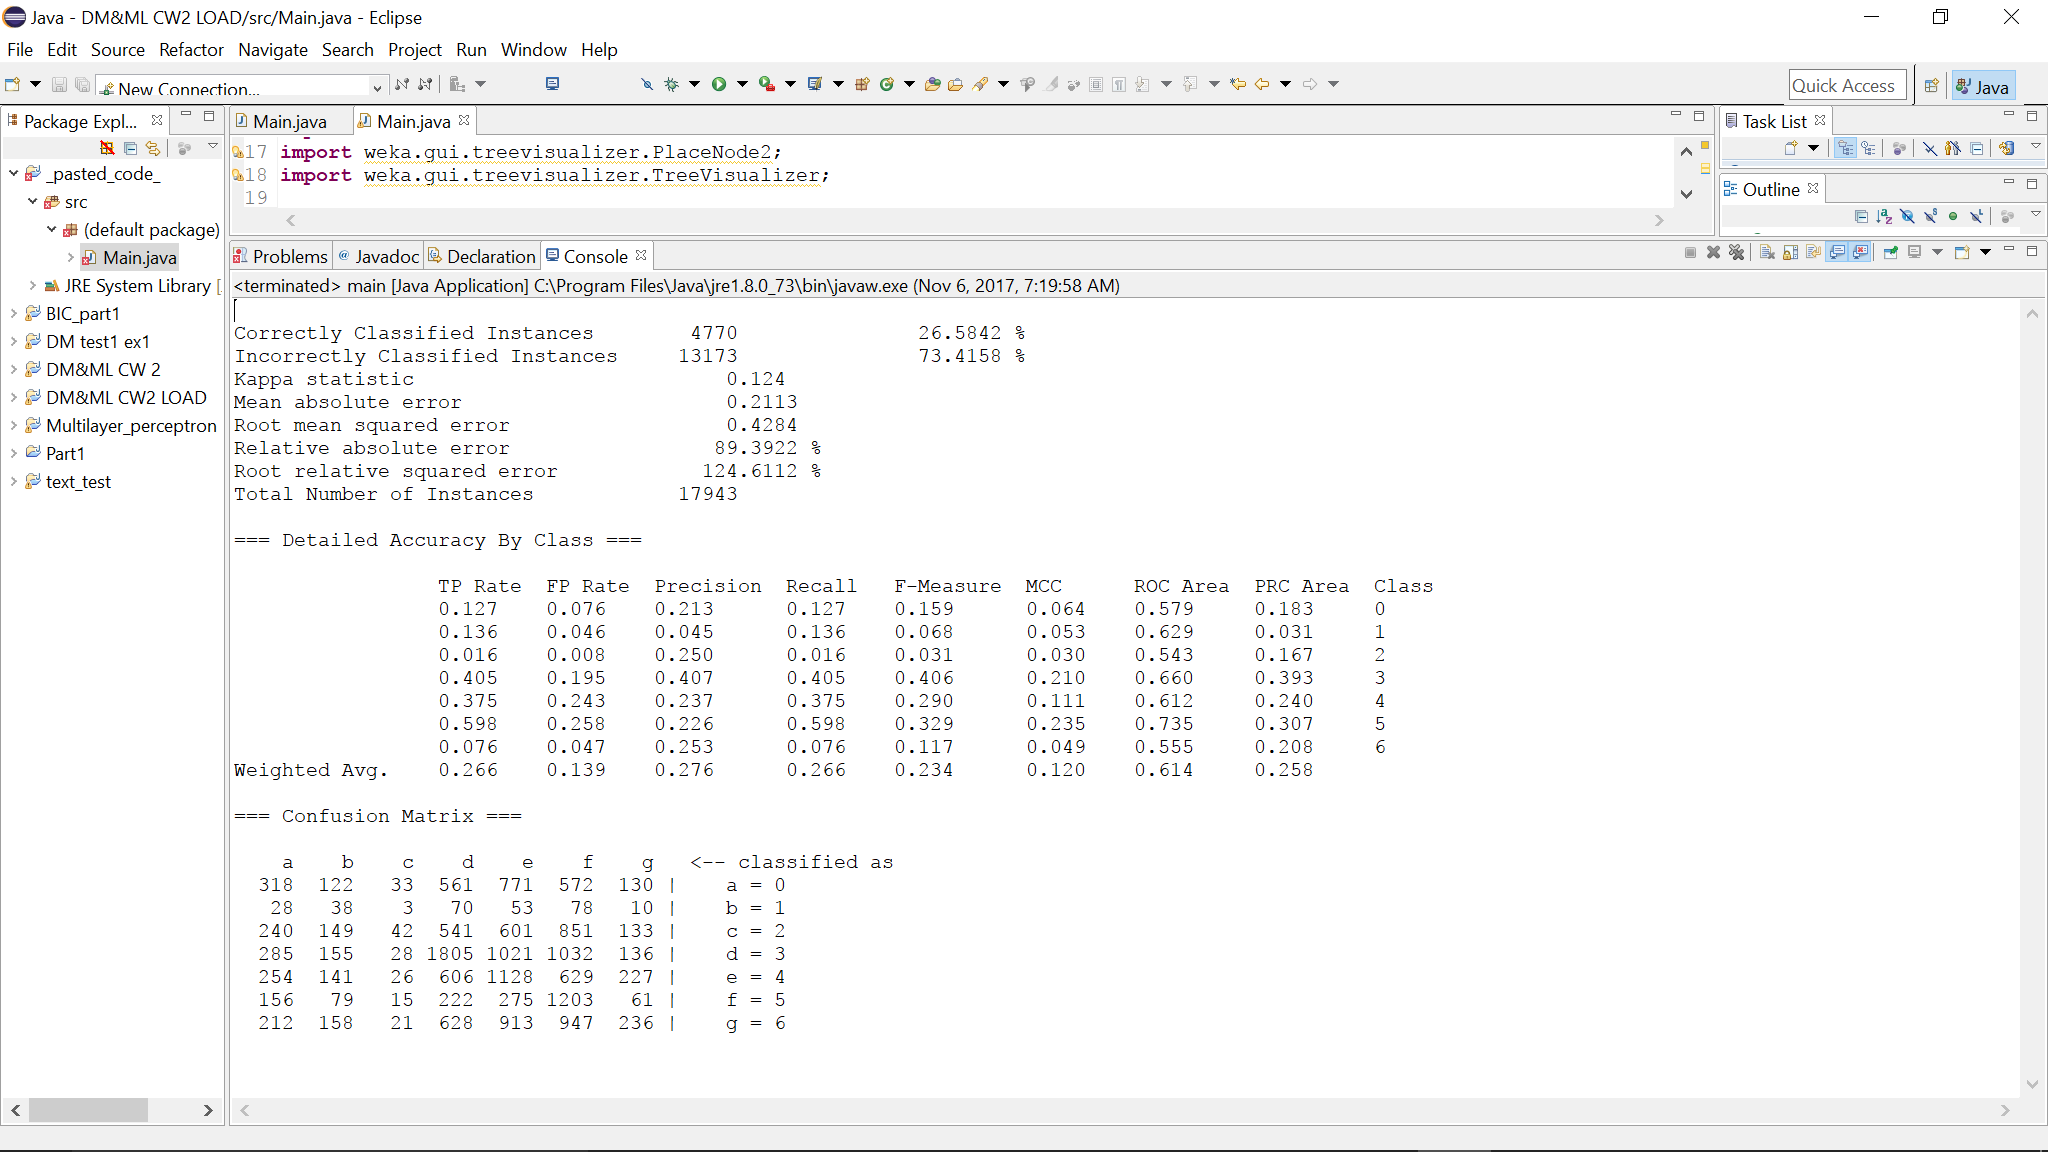 Java - DM&ML CW2 LOAD/src/Main.java - Eclipse
File Edit Source Refactor Navigate Search Project Run Window Help
New Connection...
Quick Access
Java
Package Expl...
_pasted_code_
src
(default package)
Main.java
JRE System Library [
BIC_part1
DM test1 ex1
DM&ML CW 2
DM&ML CW2 LOAD
Multilayer_perceptron
Part1
text_test
Main.java Main.java
17 import weka.gui.treevisualizer.PlaceNode2;
18 import weka.gui.treevisualizer.TreeVisualizer;
19
Task List
Outline
Problems @ Javadoc Declaration Console
<terminated> main [Java Application] C:\Program Files\Java\jre1.8.0_73\bin\javaw.exe (Nov 6, 2017, 7:19:58 AM)
Correctly Classified Instances 4770 26.5842 %
Incorrectly Classified Instances 13173 73.4158 %
Kappa statistic 0.124
Mean absolute error 0.2113
Root mean squared error 0.4284
Relative absolute error 89.3922 %
Root relative squared error 124.6112 %
Total Number of Instances 17943
=== Detailed Accuracy By Class ===
TP Rate FP Rate Precision Recall F-Measure MCC ROC Area PRC Area Class
0.127 0.076 0.213 0.127 0.159 0.064 0.579 0.183 0
0.136 0.046 0.045 0.136 0.068 0.053 0.629 0.031 1
0.016 0.008 0.250 0.016 0.031 0.030 0.543 0.167 2
0.405 0.195 0.407 0.405 0.406 0.210 0.660 0.393 3
0.375 0.243 0.237 0.375 0.290 0.111 0.612 0.240 4
0.598 0.258 0.226 0.598 0.329 0.235 0.735 0.307 5
0.076 0.047 0.253 0.076 0.117 0.049 0.555 0.208 6
Weighted Avg. 0.266 0.139 0.276 0.266 0.234 0.120 0.614 0.258
=== Confusion Matrix ===
a b c d e f g <-- classified as
318 122 33 561 771 572 130 | a = 0
28 38 3 70 53 78 10 | b = 1
240 149 42 541 601 851 133 | c = 2
285 155 28 1805 1021 1032 136 | d = 3
254 141 26 606 1128 629 227 | e = 4
156 79 15 222 275 1203 61 | f = 5
212 158 21 628 913 947 236 | g = 6